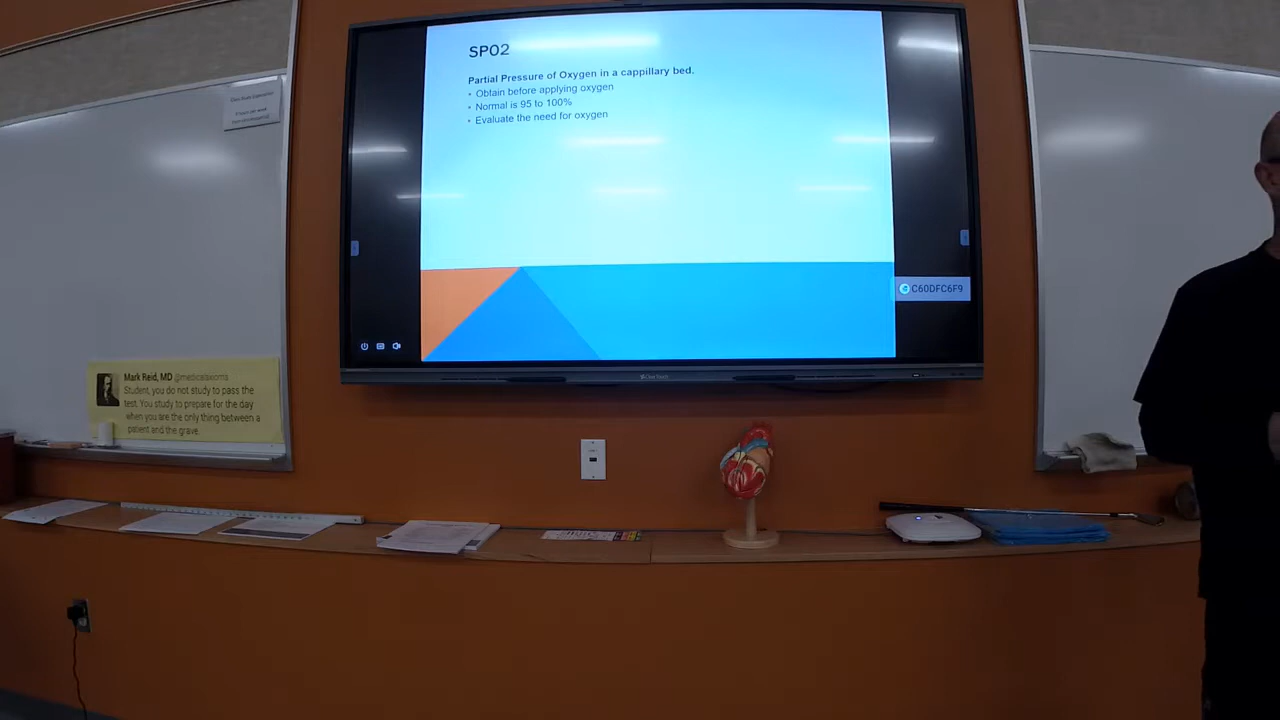 SPO2
Partial Pressure of Oxygen in a cappillary bed.
• Obtain before applying oxygen
• Normal is 95 to 100%
• Evaluate the need for oxygen
C60DFC6F9
Mark Reid, MD @medicalaxioms
Student, you do not study to pass the
test. You study to prepare for the day
when you are the only thing between a
patient and the grave.